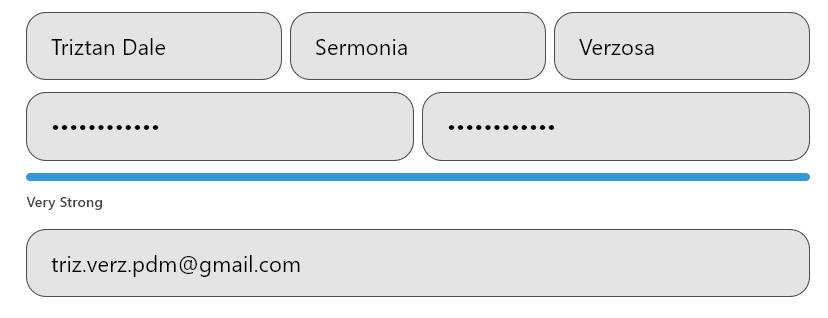 Triztan Dale Sermonia Verzosa
•••••••••••• ••••••••••••
Very Strong
triz.verz.pdm@gmail.com